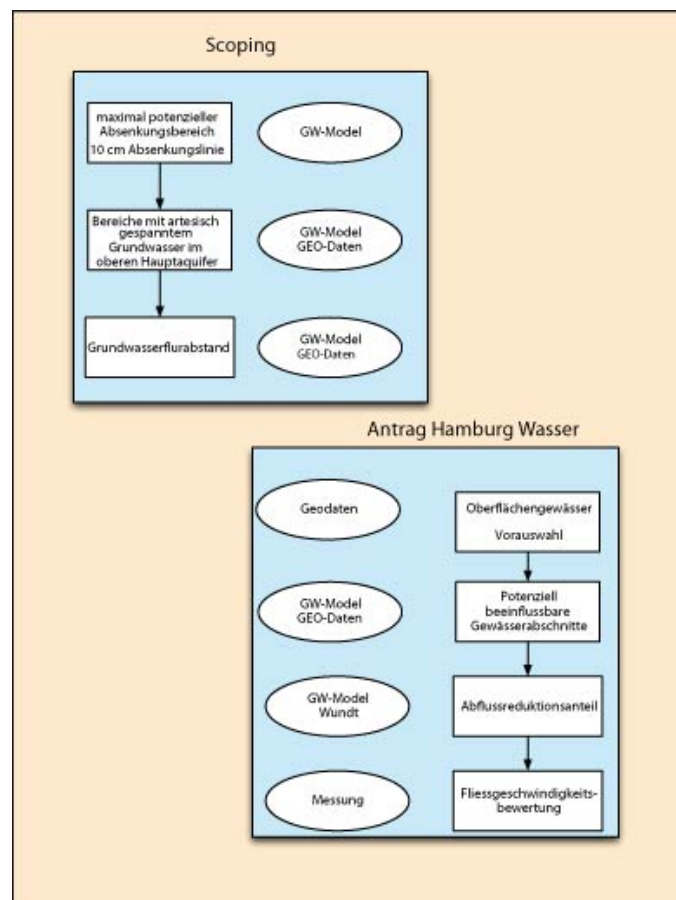 Scoping
maximal potenzieller
Absenkungsbereich
10 cm Absenkungslinie
GW-Model
Bereiche mit artesisch
gespanntem
Grundwasser im
oberen Hauptaquifer
GW-Model
GEO-Daten
Grundwasserflurabstand
GW-Model
GEO-Daten
Antrag Hamburg Wasser
Geodaten
Oberflächengewässer
Vorauswahl
GW-Model
GEO-Daten
Potenziell
beeinflussbare
Gewässerabschnitte
GW-Model
Wundt
Abflussreduktionsanteil
Messung
Fliessgeschwindigkeits-
bewertung